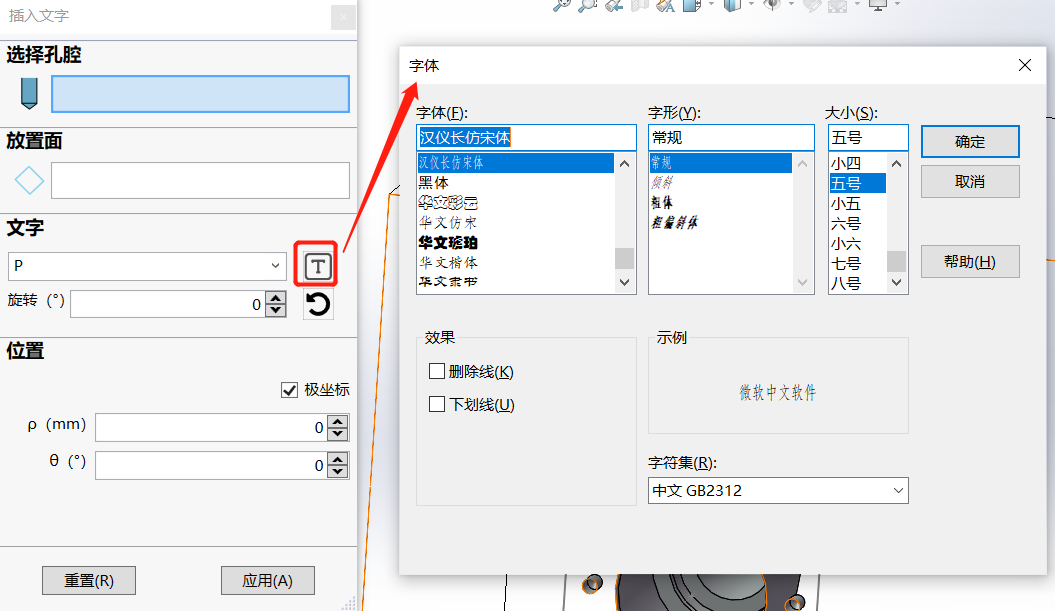 插入文字
选择孔腔
放置面
文字
P
T
旋转（°）
0
位置
极坐标
ρ（mm）
0
θ（°）
0
重置(R)
应用(A)
字体
字体(F):
汉仪长仿宋体
汉仪长仿宋体
黑体
华文彩云
华文仿宋
华文琥珀
华文楷体
华文隶书
字形(Y):
常规
常规
倾斜
粗体
粗偏斜体
大小(S):
五号
小四
五号
小五
六号
小六
七号
八号
确定
取消
帮助(H)
效果
删除线(K)
下划线(U)
示例
微软中文软件
字符集(R):
中文 GB2312